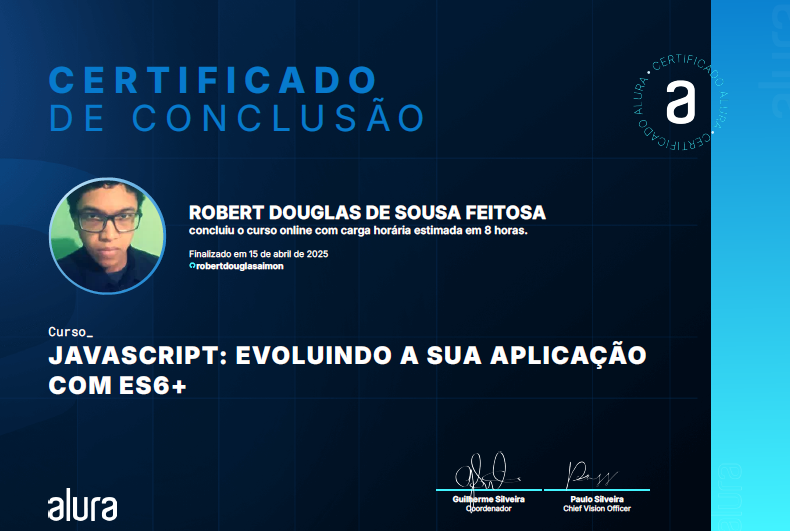 CERTIFICADO
DE CONCLUSÃO
CERTIFICADO ALURA • CERTIFICADO ALURA •
a
ROBERT DOUGLAS DE SOUSA FEITOSA
concluiu o curso online com carga horária estimada em 8 horas.
Finalizado em 15 de abril de 2025
robertdouglasaimon
Curso_
JAVASCRIPT: EVOLUINDO A SUA APLICAÇÃO
COM ES6+
alura
Guilherme Silveira
Coordenador
Paulo Silveira
Chief Vision Officer